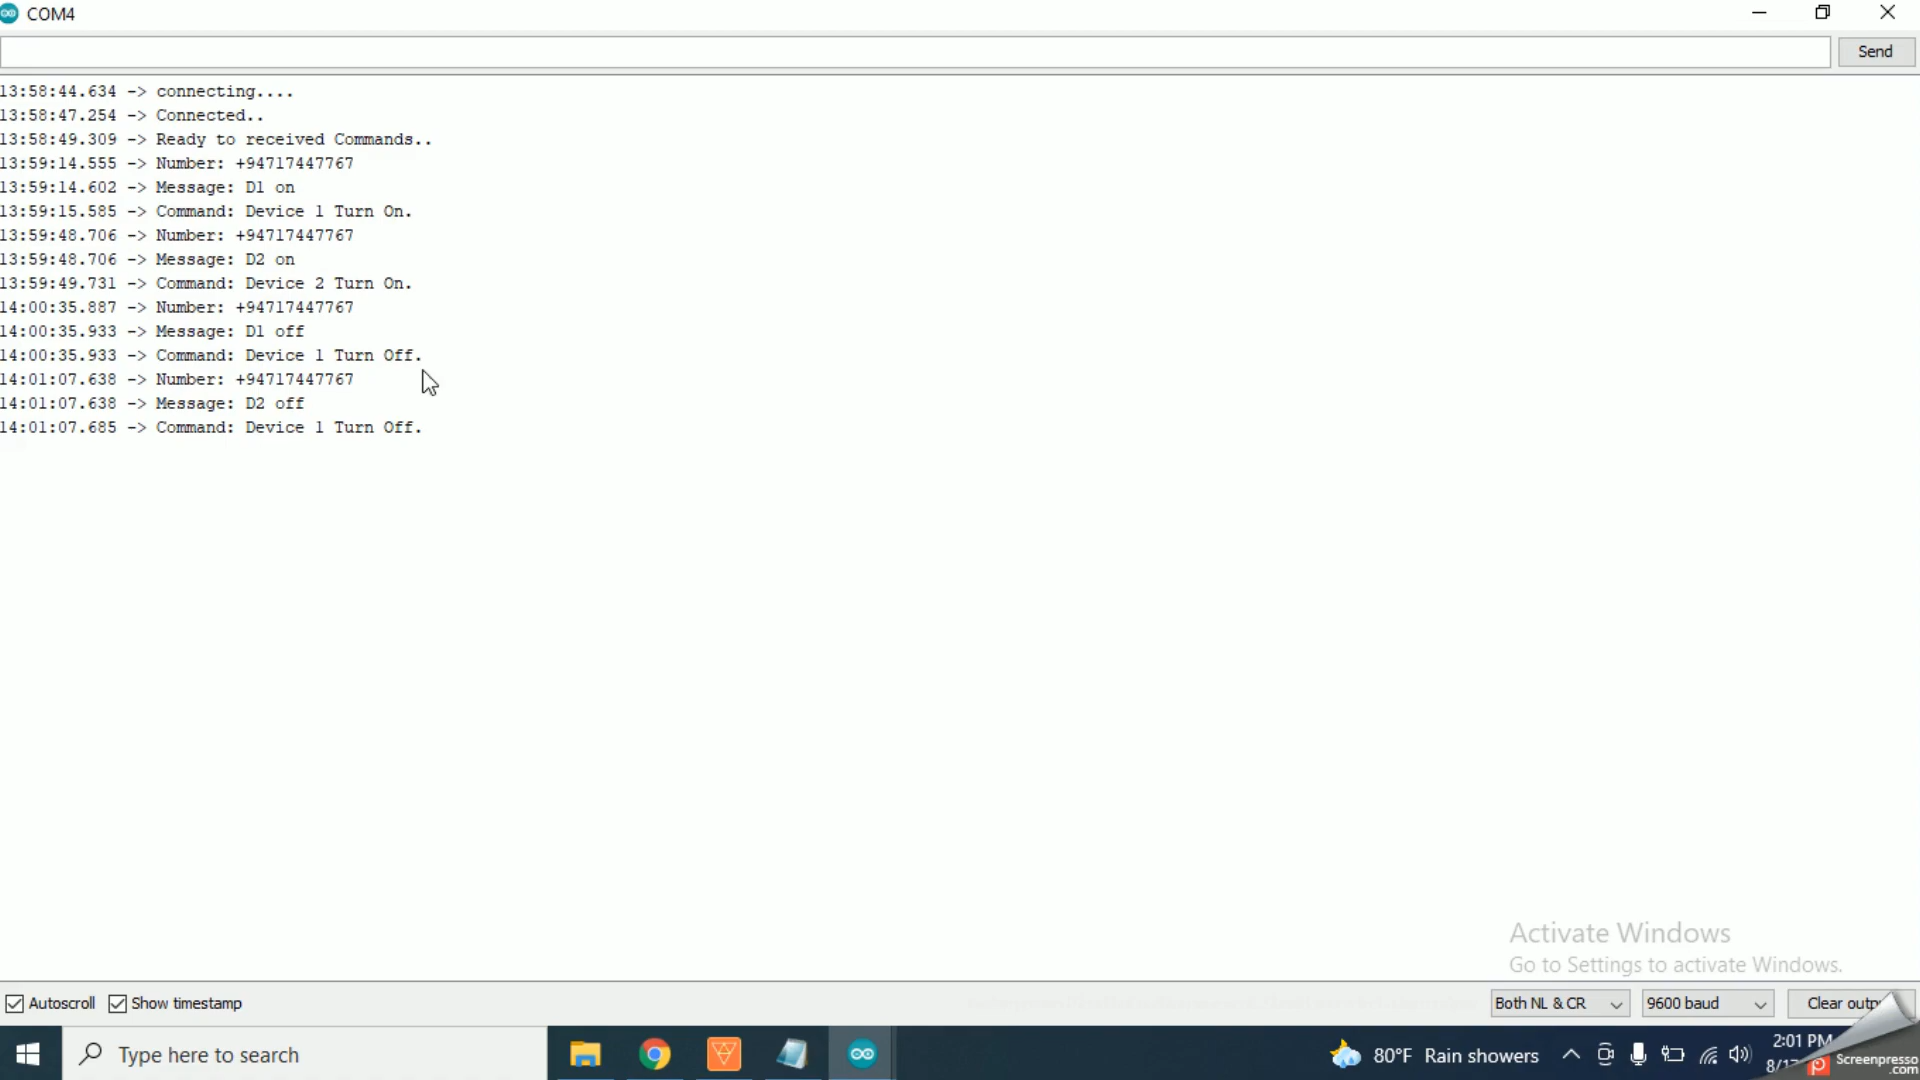 COM4
Send
13:58:44.634 -> connecting....
13:58:47.254 -> Connected..
13:58:49.309 -> Ready to received Commands..
13:59:14.555 -> Number: +94717447767
13:59:14.602 -> Message: D1 on
13:59:15.585 -> Command: Device 1 Turn On.
13:59:48.706 -> Number: +94717447767
13:59:48.706 -> Message: D2 on
13:59:49.731 -> Command: Device 2 Turn On.
14:00:35.887 -> Number: +94717447767
14:00:35.933 -> Message: D1 off
14:00:35.933 -> Command: Device 1 Turn Off.
14:01:07.638 -> Number: +94717447767
14:01:07.638 -> Message: D2 off
14:01:07.685 -> Command: Device 1 Turn Off.
Activate Windows
Go to Settings to activate Windows.
Autoscroll Show timestamp Both NL & CR 9600 baud Clear
Type here to search 80°F Rain showers 2:01 PM
Screenpresso
.com